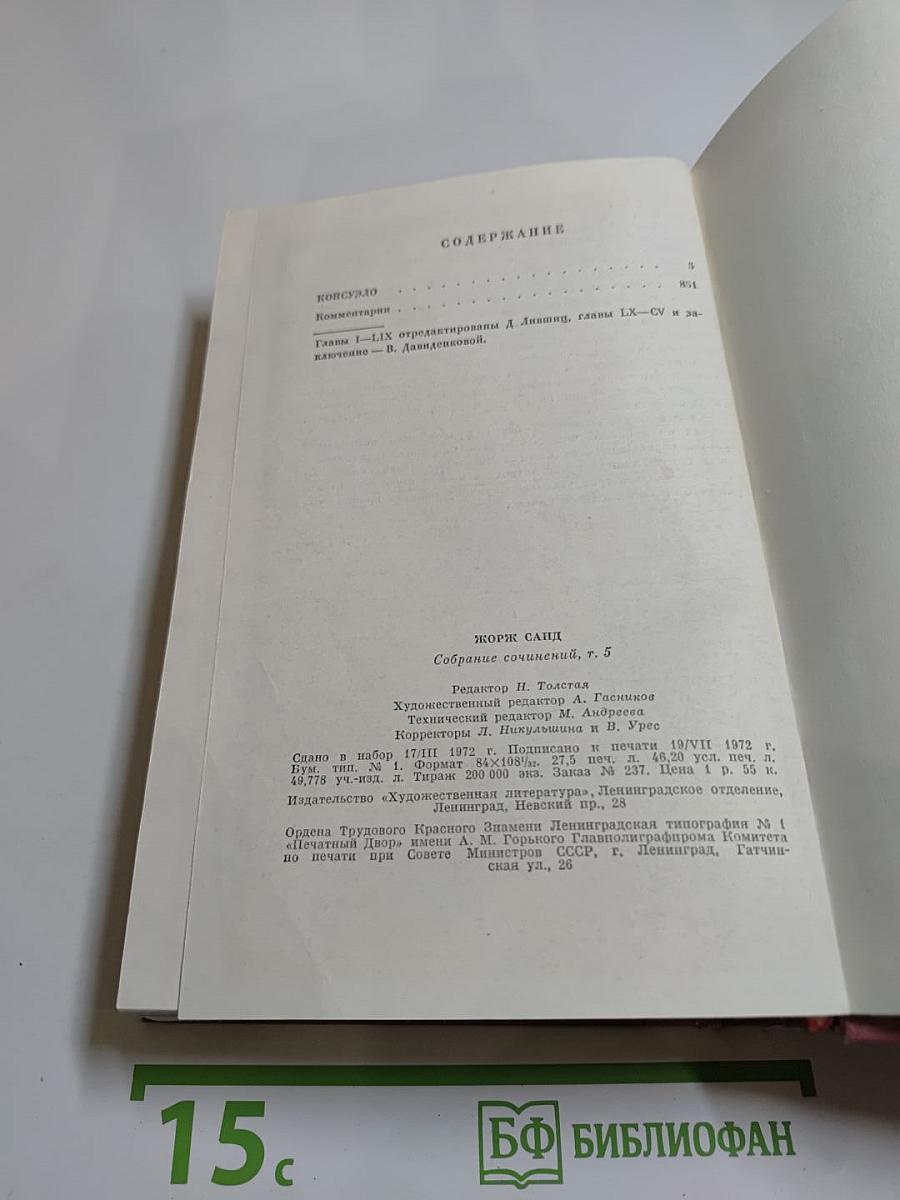 СОДЕРЖАНИЕ
КОНСУЭЛО . . . . . . . . . . . . . . . . 5
Комментарии . . . . . . . . . . . . . . . . 851
Главы I—LIX отредактированы Д. Лившиц, главы LX—CV и за-
ключение — В. Давиденковой.
ЖОРЖ САНД
Собрание сочинений, т. 5
Редактор Н. Толстая
Художественный редактор А. Гасников
Технический редактор М. Андреева
Корректоры Л. Никульшина и В. Урес
Сдано в набор 17/III 1972 г. Подписано к печати 19/VII 1972 г.
Бум. тип. № 1. Формат 84×108¹/₃₂. 27,5 печ. л. 46,20 усл. печ. л.
49,778 уч.-изд. л. Тираж 200 000 экз. Заказ № 237. Цена 1 р. 55 к.
Издательство «Художественная литература», Ленинградское отделение,
Ленинград, Невский пр., 28
Ордена Трудового Красного Знамени Ленинградская типография № 1
«Печатный Двор» имени А. М. Горького Главполиграфпрома Комитета
по печати при Совете Министров СССР, г. Ленинград, Гатчин-
ская ул., 26
15 с
БФ БИБЛИОФАН